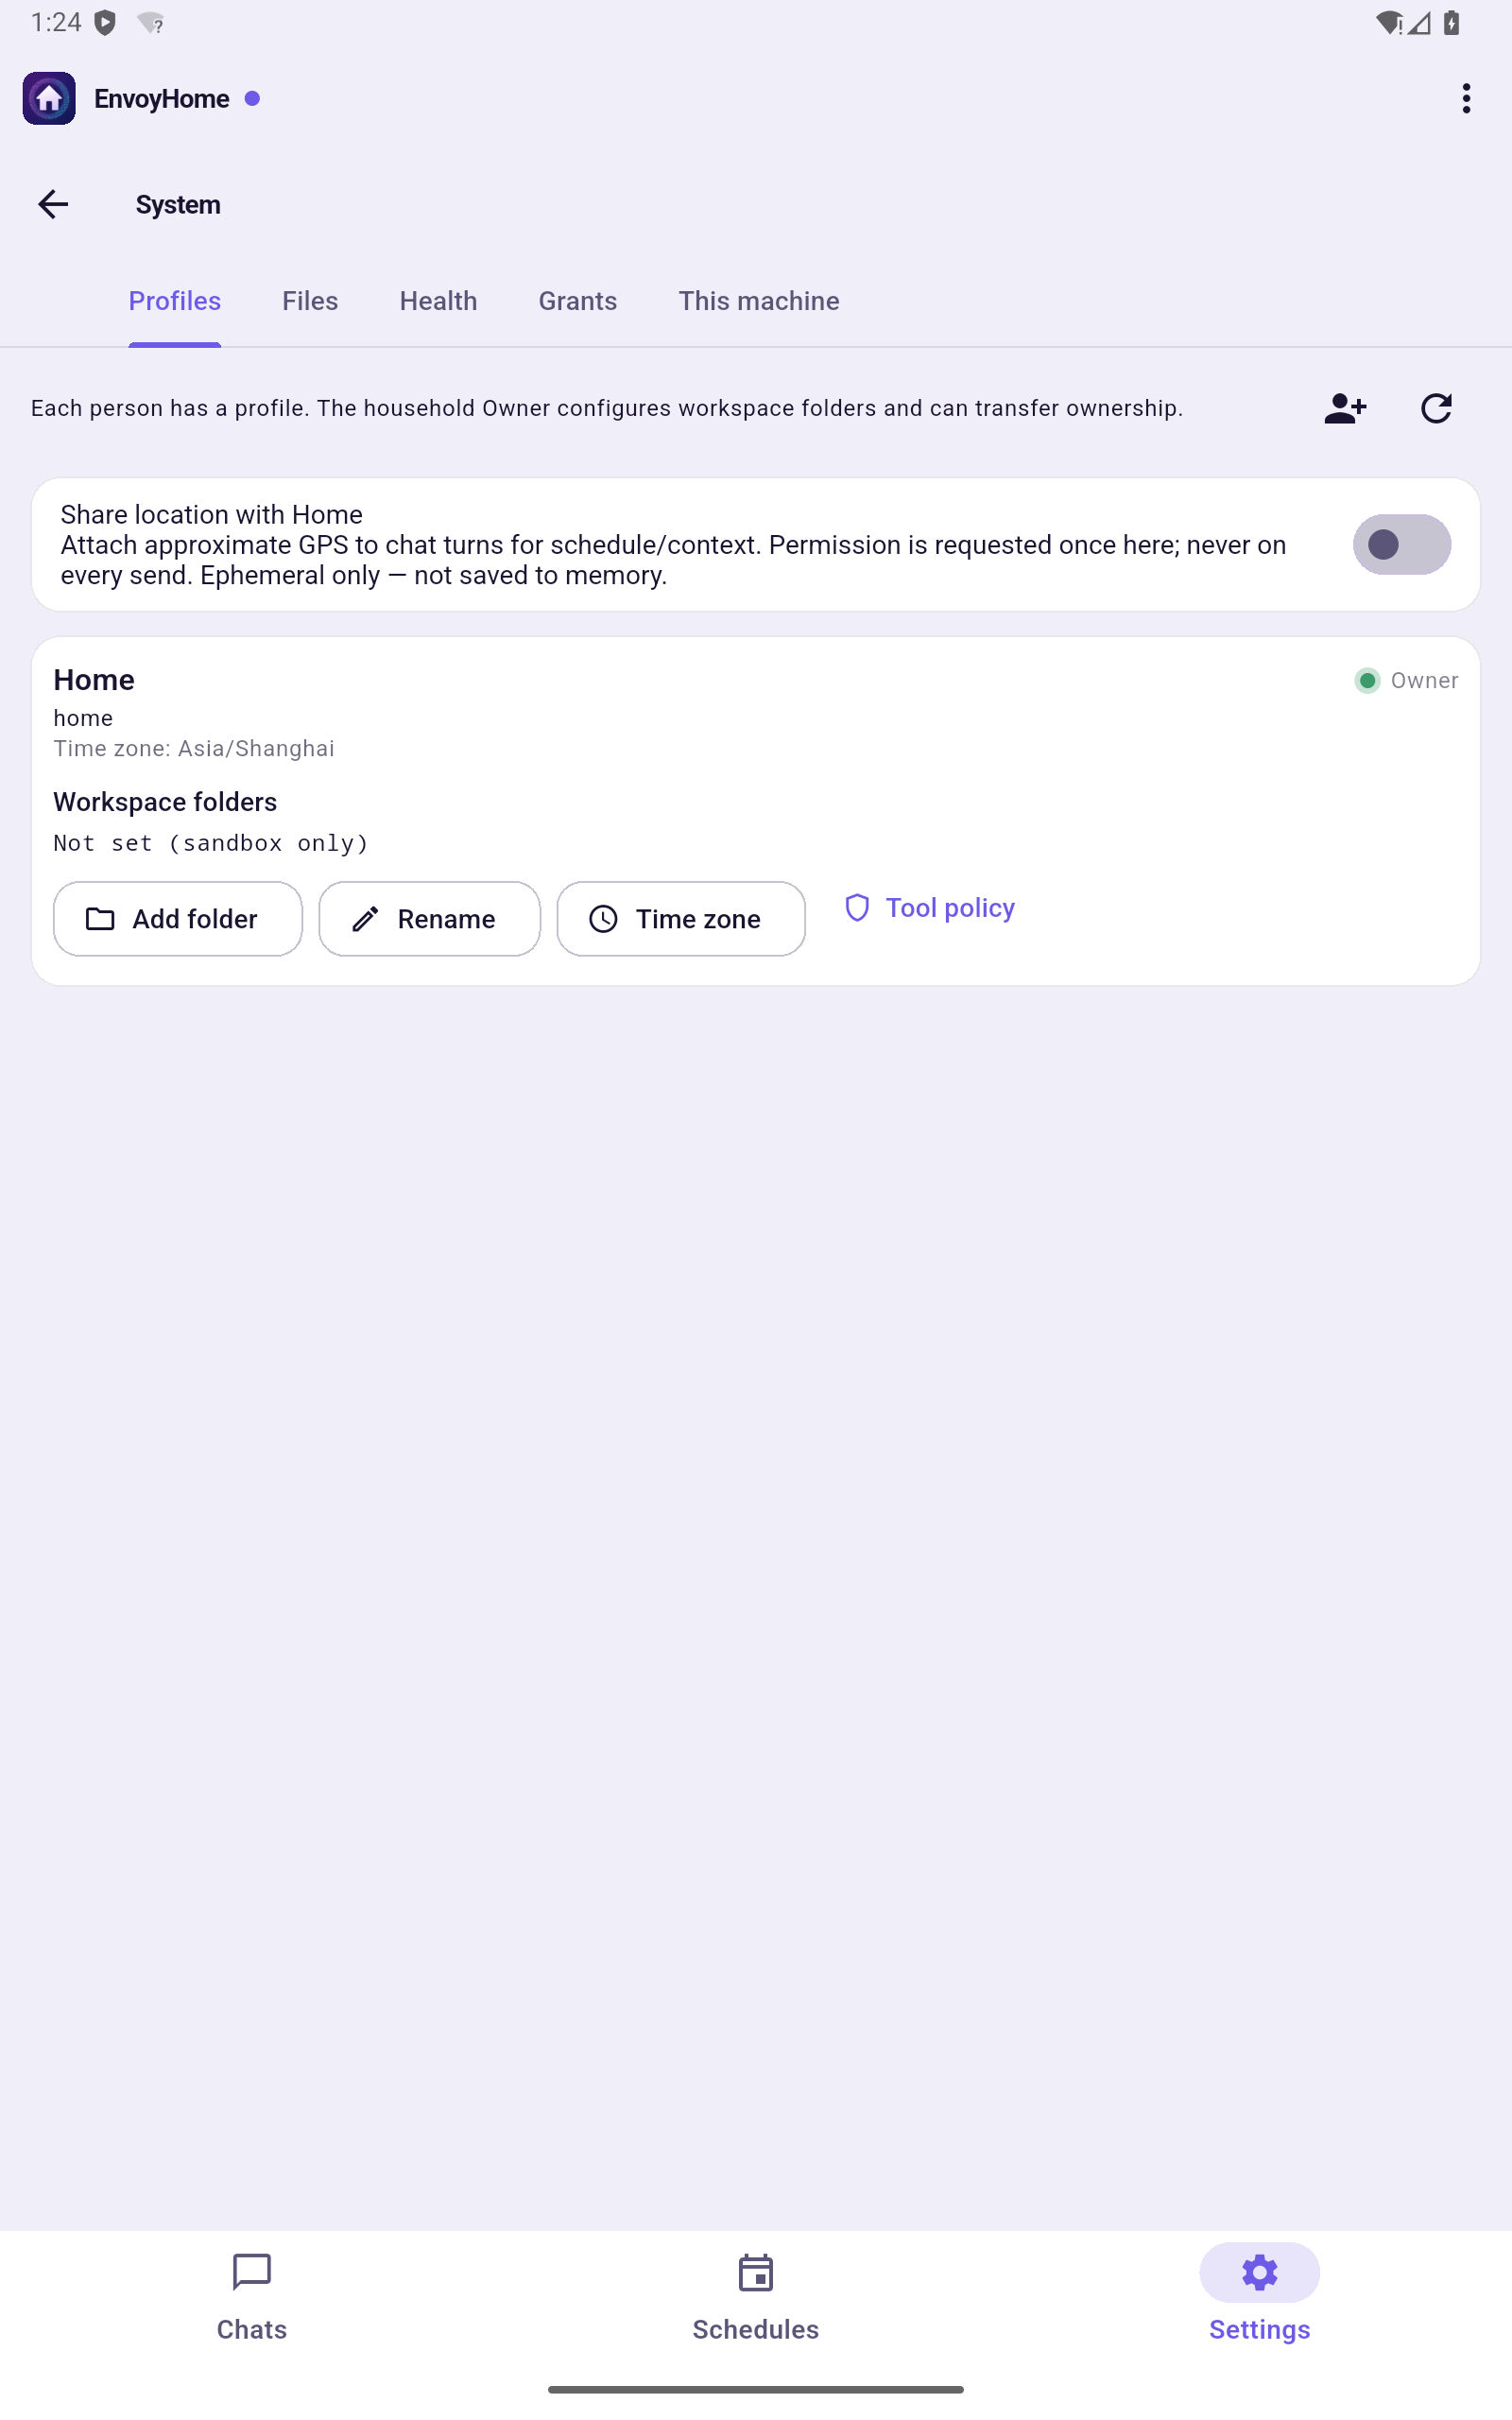 1:24
EnvoyHome
System
Profiles Files Health Grants This machine
Each person has a profile. The household Owner configures workspace folders and can transfer ownership.
Share location with Home
Attach approximate GPS to chat turns for schedule/context. Permission is requested once here; never on
every send. Ephemeral only — not saved to memory.
Home
Owner
home
Time zone: Asia/Shanghai
Workspace folders
Not set (sandbox only)
Add folder Rename Time zone Tool policy
Chats Schedules Settings